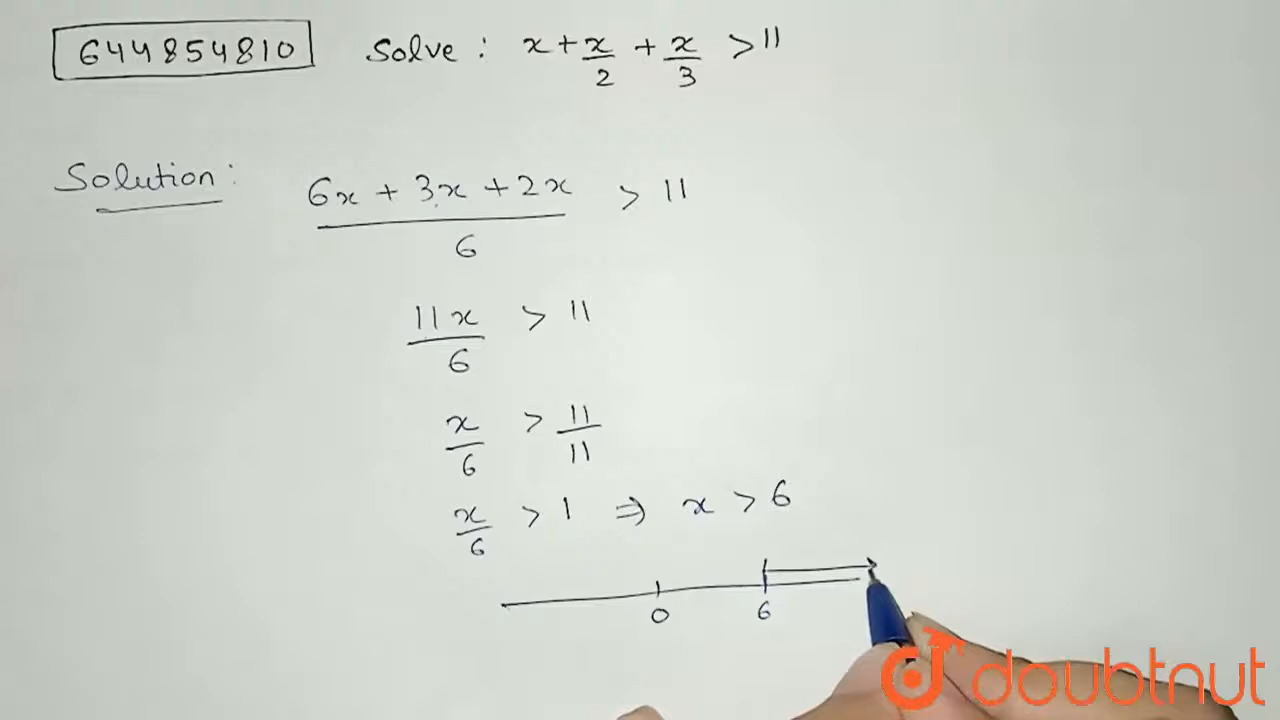 644854810 Solve : x + x/2 + x/3 > 11
Solution : (6x + 3x + 2x)/6 > 11
11x/6 > 11
x/6 > 11/11
x/6 > 1 ⇒ x > 6
0 6
doubtnut